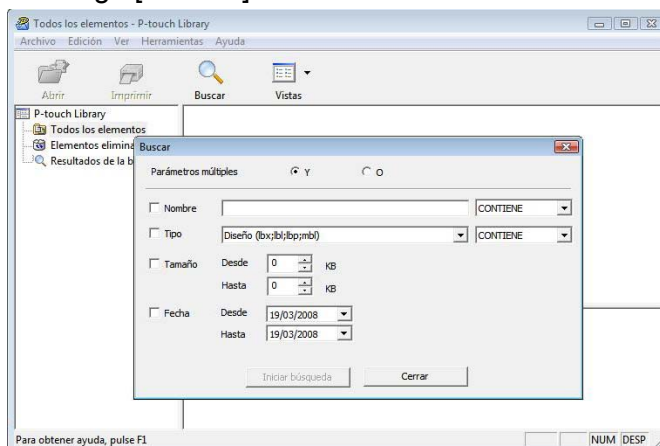 Todos los elementos - P-touch Library
Archivo Edición Ver Herramientas Ayuda
Abrir Imprimir Buscar Vistas
P-touch Library
Todos los elementos
Elementos elimina
Resultados de la b
Buscar
Parámetros múltiples Y O
Nombre CONTIENE
Tipo Diseño (lbx;lbl;lbp;mbl) CONTIENE
Tamaño Desde 0 KB
Hasta 0 KB
Fecha Desde 19/03/2008
Hasta 19/03/2008
Iniciar búsqueda Cerrar
Para obtener ayuda, pulse F1 NUM DESP